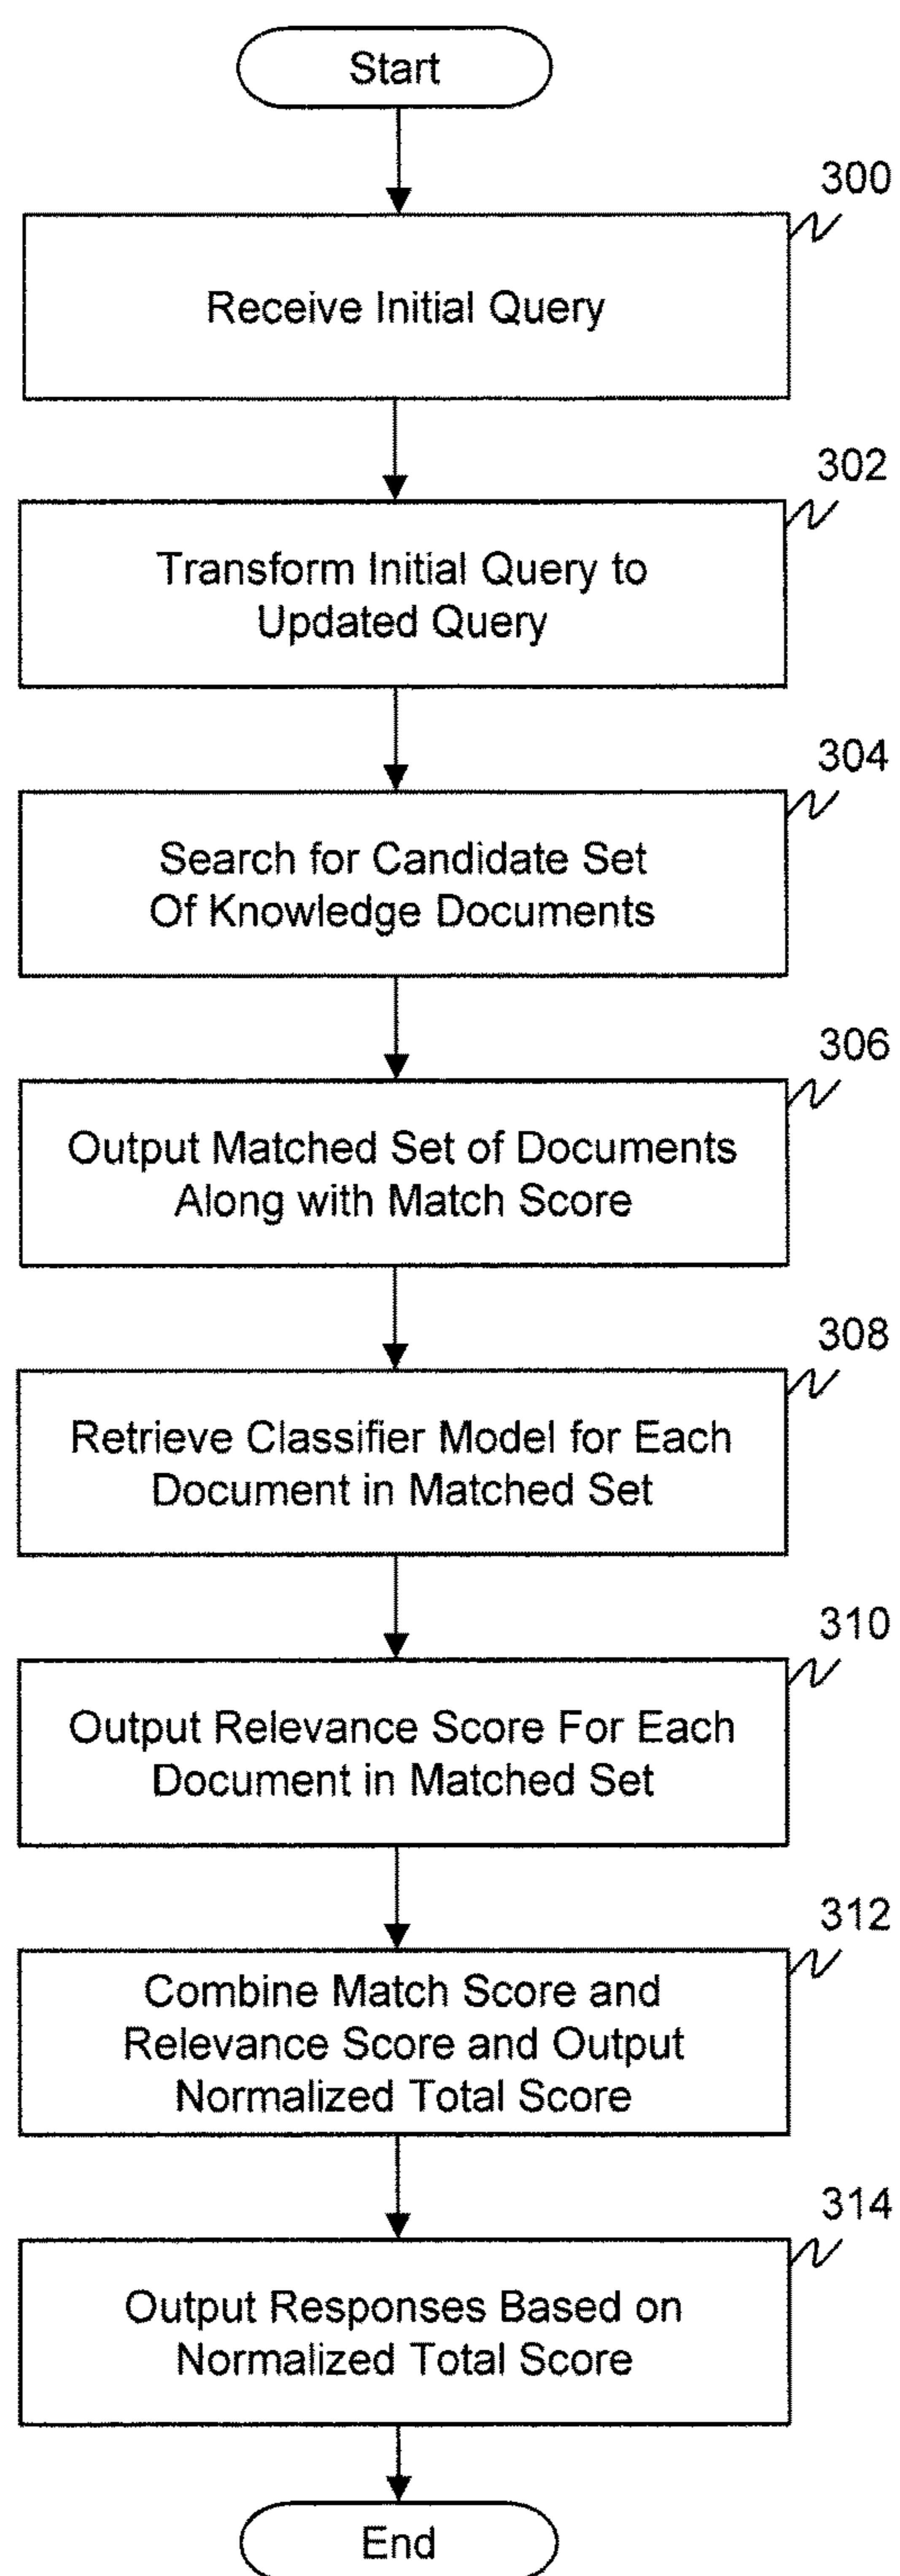 Start
300
Receive Initial Query
302
Transform Initial Query to
Updated Query
304
Search for Candidate Set
Of Knowledge Documents
306
Output Matched Set of Documents
Along with Match Score
308
Retrieve Classifier Model for Each
Document in Matched Set
310
Output Relevance Score For Each
Document in Matched Set
312
Combine Match Score and
Relevance Score and Output
Normalized Total Score
314
Output Responses Based on
Normalized Total Score
End